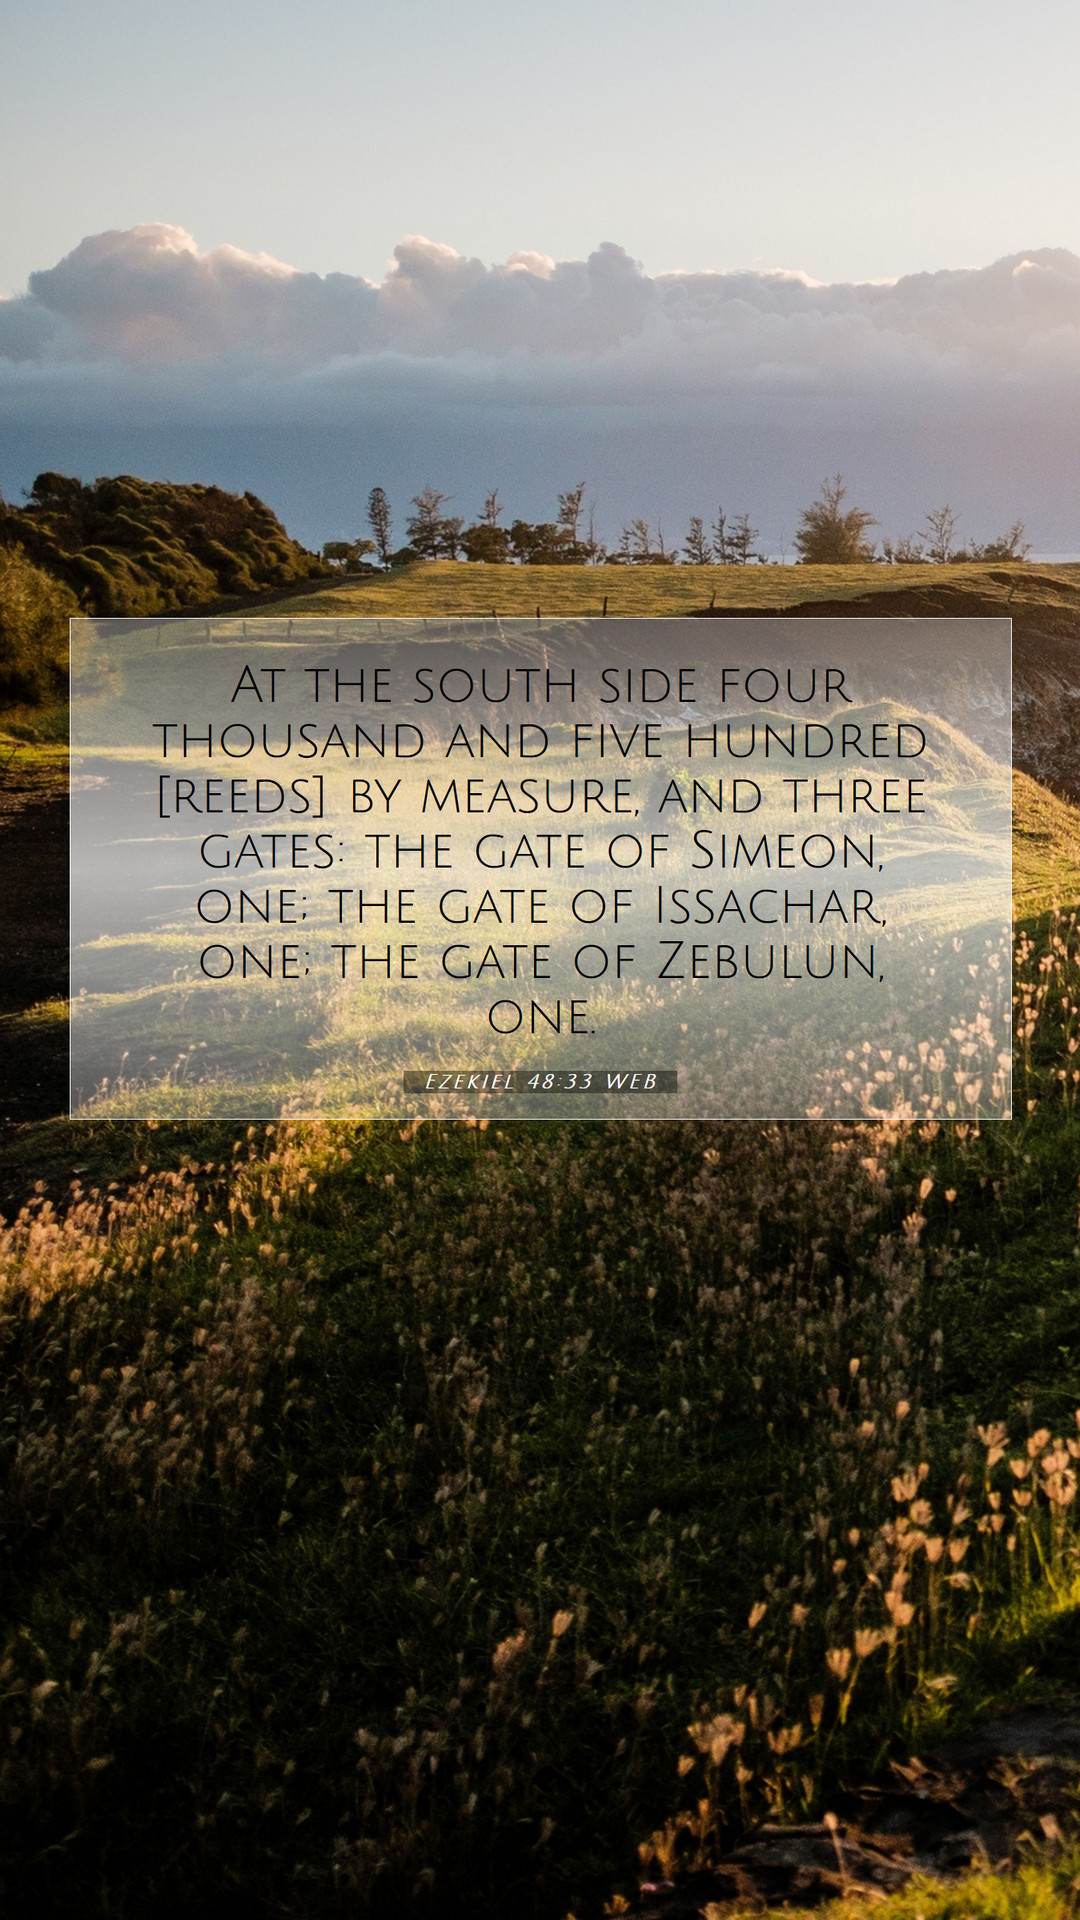 At the south side four
thousand and five hundred
[reeds] by measure, and three
gates: the gate of Simeon,
one; the gate of Issachar,
one; the gate of Zebulun,
one.
Ezekiel 48:33 WEB